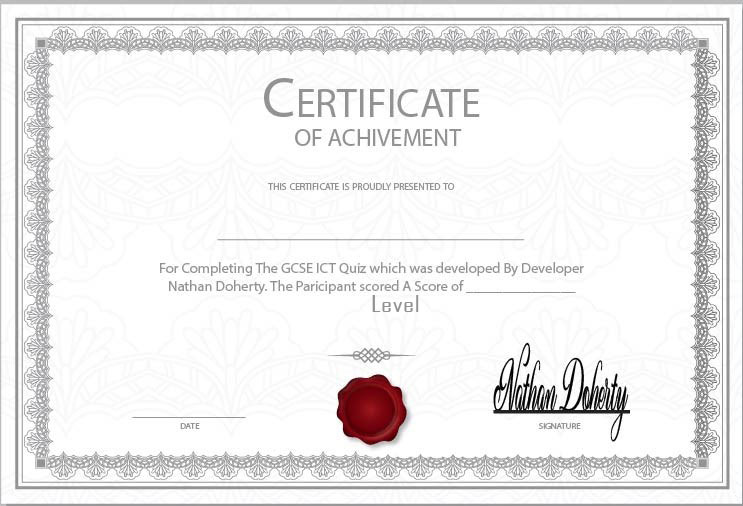 CERTIFICATE
OF ACHIVEMENT
THIS CERTIFICATE IS PROUDLY PRESENTED TO
For Completing The GCSE ICT Quiz which was developed By Developer
Nathan Doherty. The Paricipant scored A Score of _______________
Level
Nathan Doherty
DATE
SIGNATURE